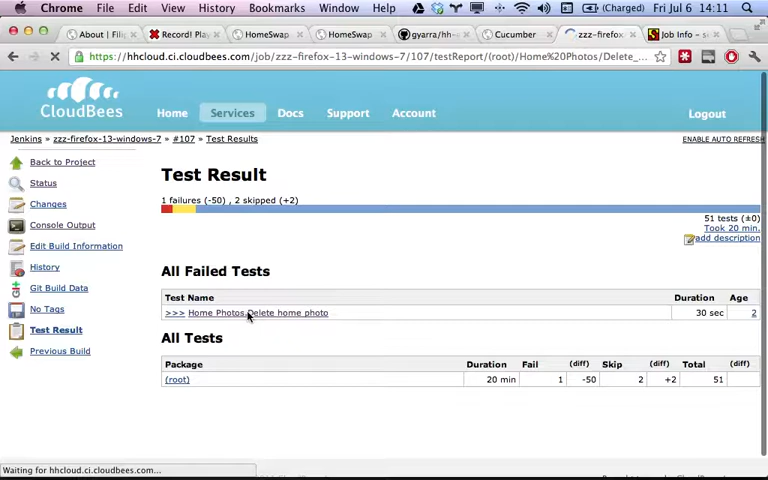 Chrome File Edit View History Bookmarks Window Help (Charged) Fri Jul 6 14:11
About | Fili Record! Play HomeSwap HomeSwap gyarra/hh- Cucumber zzz-firefox Job Info - si
https://hhcloud.ci.cloudbees.com/job/zzz-firefox-13-windows-7/107/testReport/(root)/Home%20Photos/Delete_...
CloudBees Home Services Docs Support Account Logout
Jenkins » zzz-firefox-13-windows-7 » #107 » Test Results ENABLE AUTO REFRESH
Back to Project
Status
Changes
Console Output
Edit Build Information
History
Git Build Data
No Tags
Test Result
Previous Build
Test Result
1 failures (-50) , 2 skipped (+2)
51 tests (±0)
Took 20 min.
add description
All Failed Tests
Test Name Duration Age
>>> Home Photos.Delete home photo 30 sec 2
All Tests
Package Duration Fail (diff) Skip (diff) Total (diff)
(root) 20 min 1 -50 2 +2 51
Waiting for hhcloud.ci.cloudbees.com...